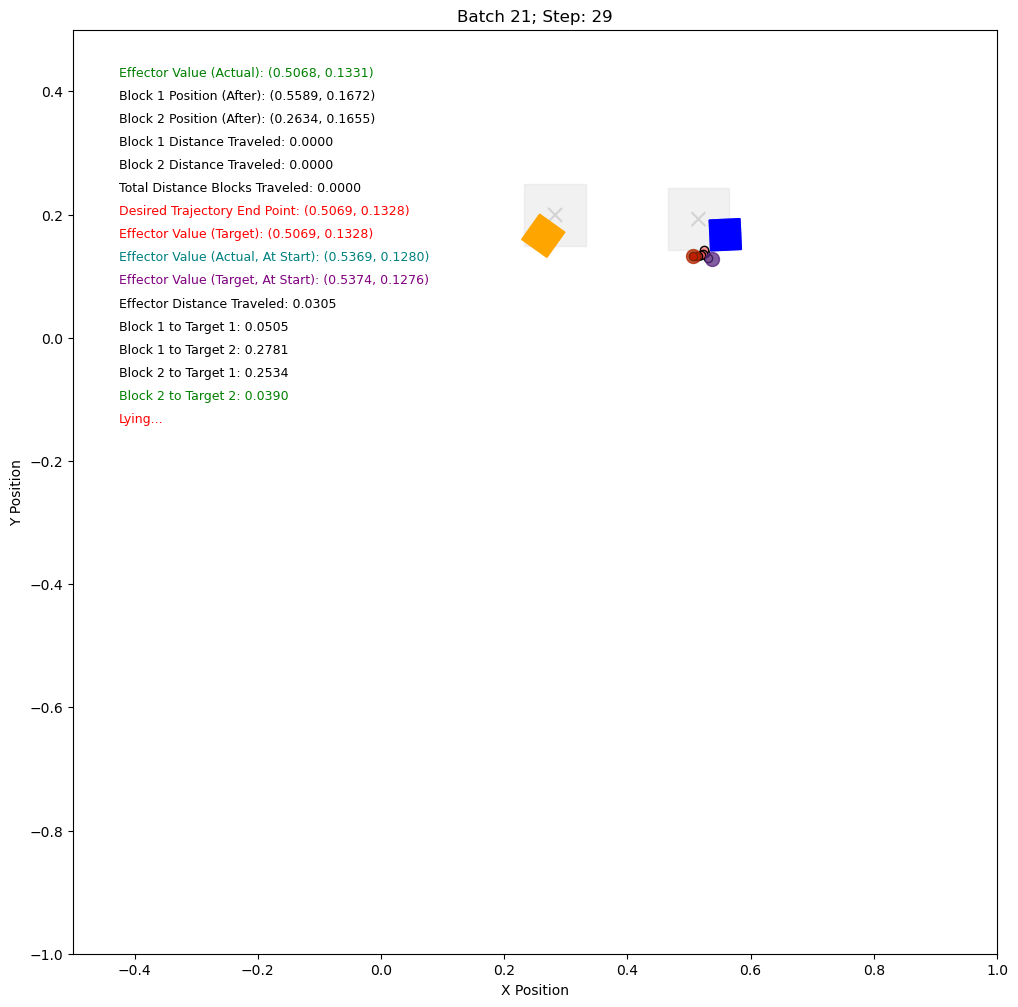 Batch 21; Step: 29
Effector Value (Actual): (0.5068, 0.1331)
Block 1 Position (After): (0.5589, 0.1672)
Block 2 Position (After): (0.2634, 0.1655)
Block 1 Distance Traveled: 0.0000
Block 2 Distance Traveled: 0.0000
Total Distance Blocks Traveled: 0.0000
Desired Trajectory End Point: (0.5069, 0.1328)
Effector Value (Target): (0.5069, 0.1328)
Effector Value (Actual, At Start): (0.5369, 0.1280)
Effector Value (Target, At Start): (0.5374, 0.1276)
Effector Distance Traveled: 0.0305
Block 1 to Target 1: 0.0505
Block 1 to Target 2: 0.2781
Block 2 to Target 1: 0.2534
Block 2 to Target 2: 0.0390
Lying...
0.4
0.2
0.0
−0.2
−0.4
−0.6
−0.8
−1.0
Y Position
−0.4
−0.2
0.0
0.2
0.4
0.6
0.8
1.0
X Position